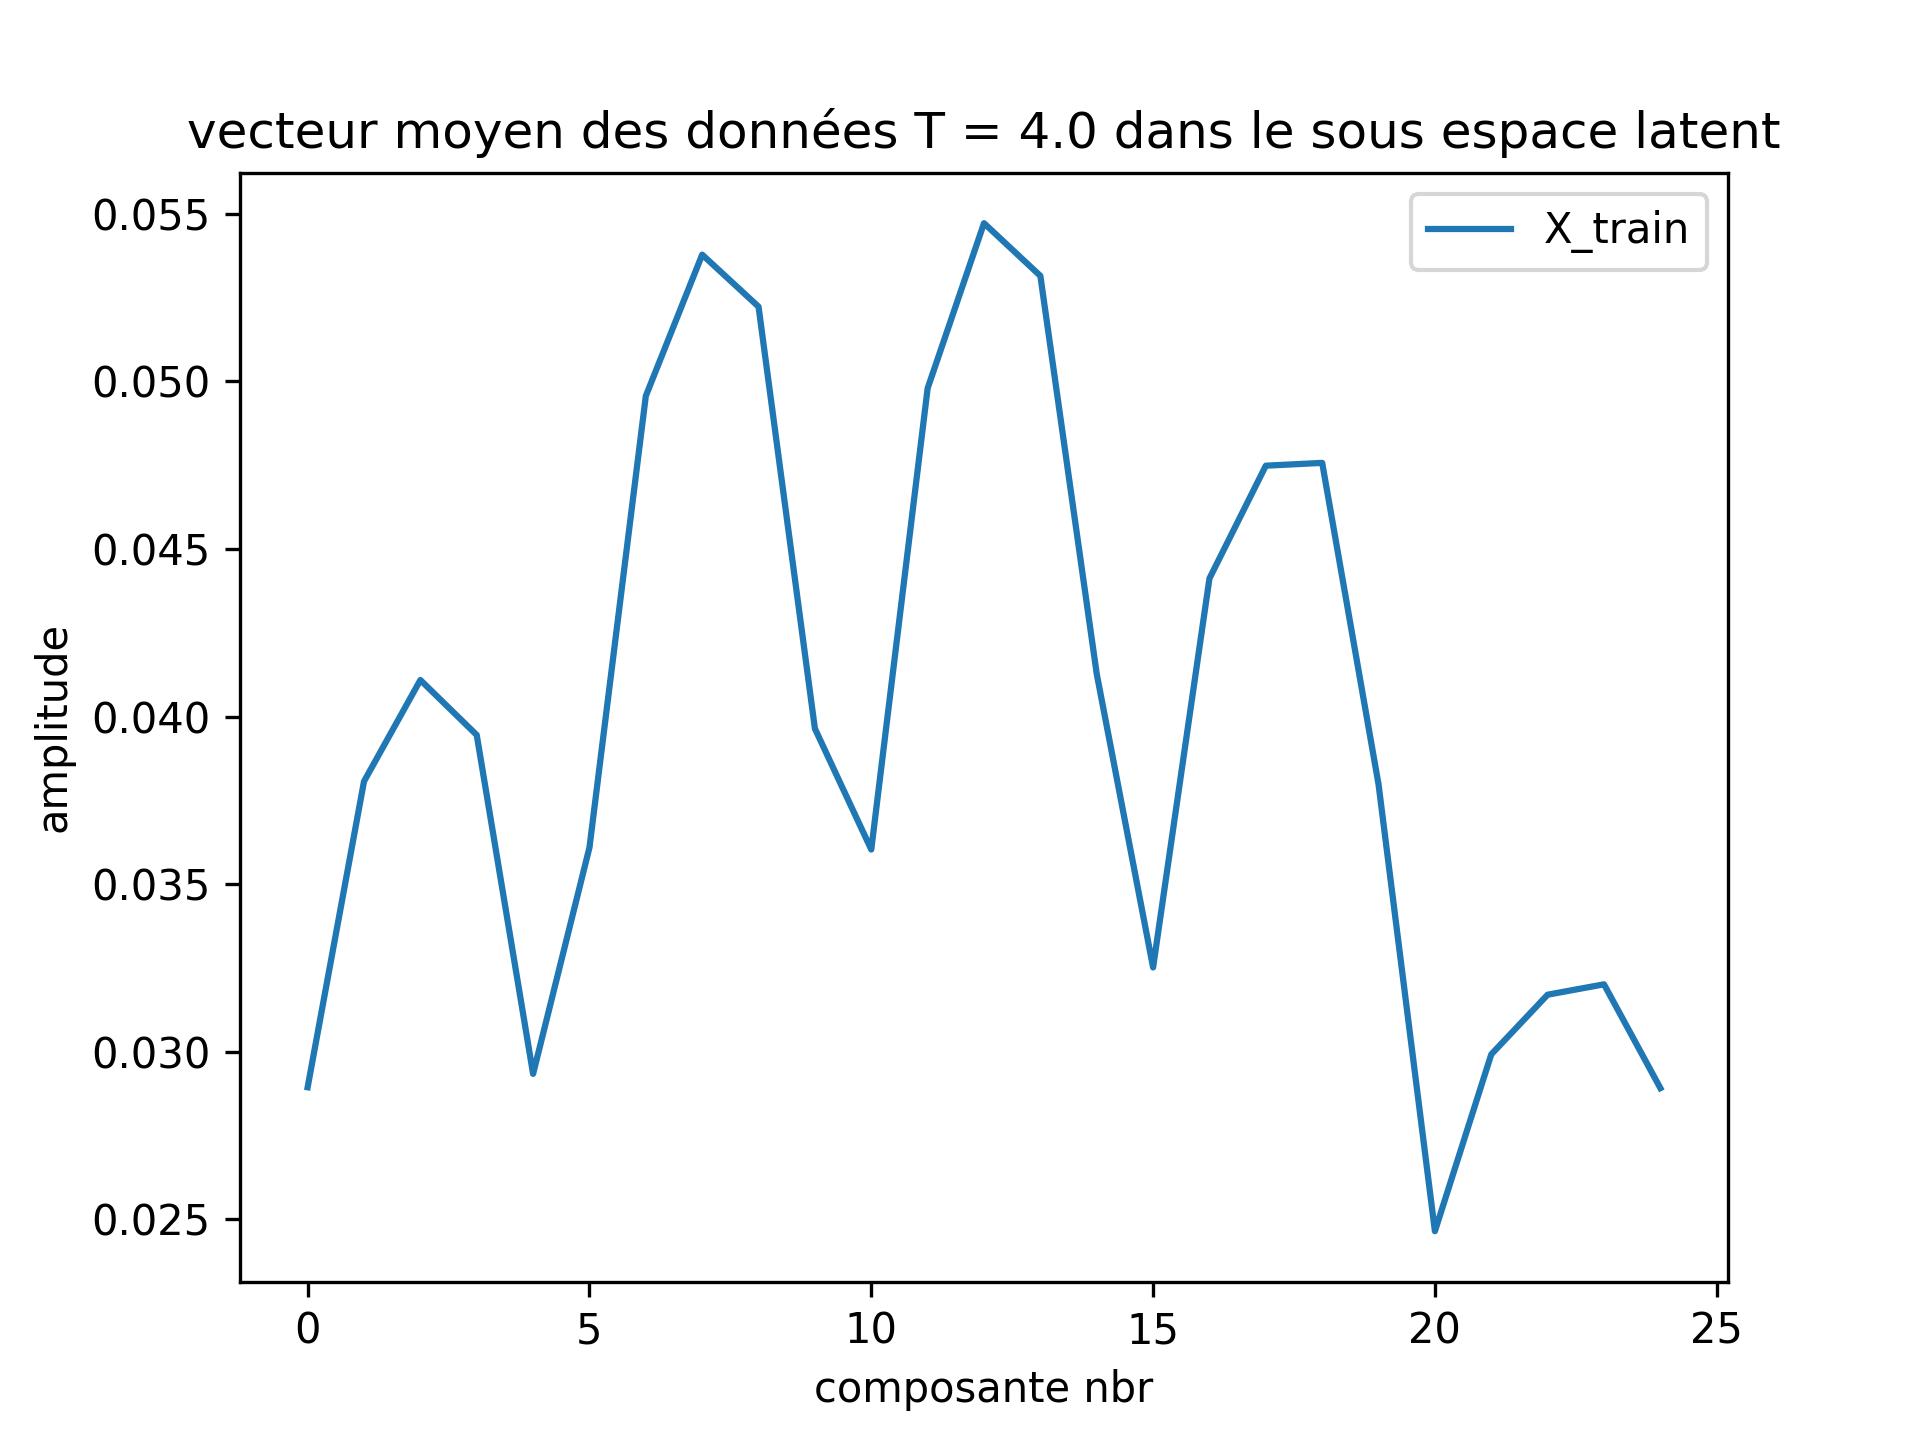 vecteur moyen des données T = 4.0 dans le sous espace latent
X_train
0.055
0.050
0.045
0.040
0.035
0.030
0.025
amplitude
0 5 10 15 20 25
composante nbr